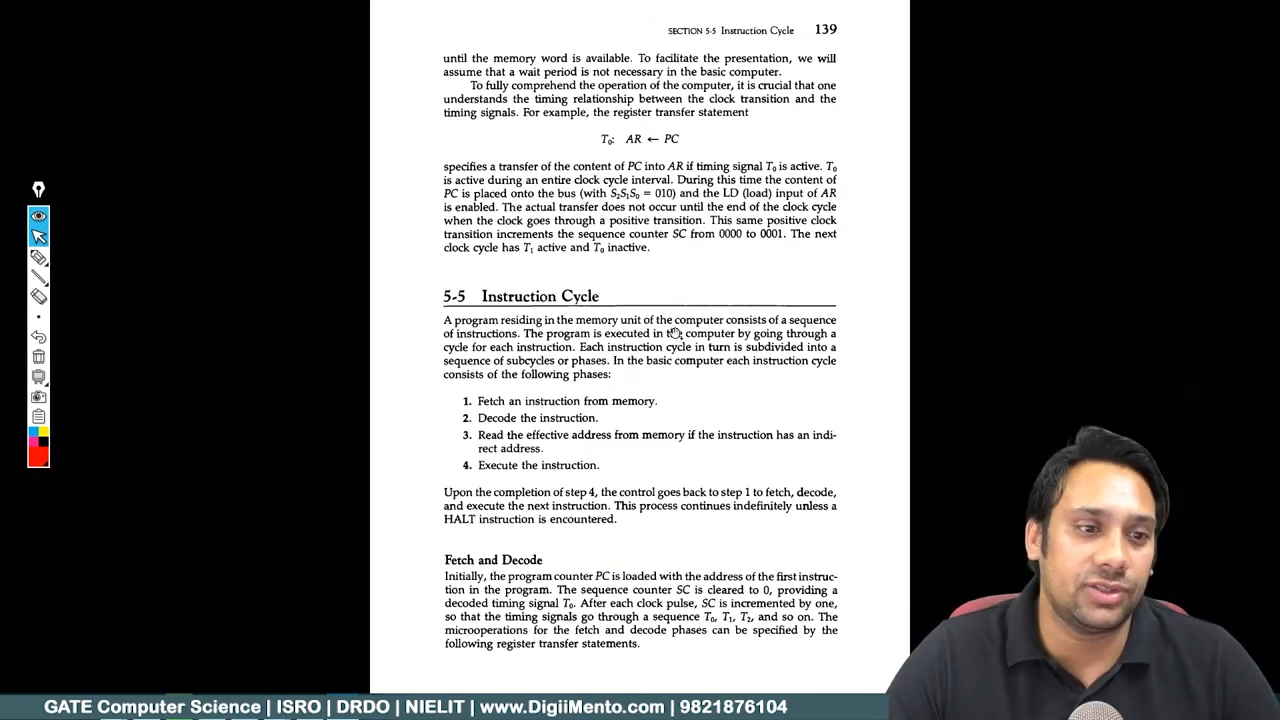 SECTION 5-5 Instruction Cycle 139
until the memory word is available. To facilitate the presentation, we will
assume that a wait period is not necessary in the basic computer.
To fully comprehend the operation of the computer, it is crucial that one
understands the timing relationship between the clock transition and the
timing signals. For example, the register transfer statement
T₀: AR ← PC
specifies a transfer of the content of PC into AR if timing signal T₀ is active. T₀
is active during an entire clock cycle interval. During this time the content of
PC is placed onto the bus (with S₂S₁S₀ = 010) and the LD (load) input of AR
is enabled. The actual transfer does not occur until the end of the clock cycle
when the clock goes through a positive transition. This same positive clock
transition increments the sequence counter SC from 0000 to 0001. The next
clock cycle has T₁ active and T₀ inactive.
5-5 Instruction Cycle
A program residing in the memory unit of the computer consists of a sequence
of instructions. The program is executed in the computer by going through a
cycle for each instruction. Each instruction cycle in turn is subdivided into a
sequence of subcycles or phases. In the basic computer each instruction cycle
consists of the following phases:
1. Fetch an instruction from memory.
2. Decode the instruction.
3. Read the effective address from memory if the instruction has an indi-
rect address.
4. Execute the instruction.
Upon the completion of step 4, the control goes back to step 1 to fetch, decode,
and execute the next instruction. This process continues indefinitely unless a
HALT instruction is encountered.
Fetch and Decode
Initially, the program counter PC is loaded with the address of the first instruc-
tion in the program. The sequence counter SC is cleared to 0, providing a
decoded timing signal T₀. After each clock pulse, SC is incremented by one,
so that the timing signals go through a sequence T₀, T₁, T₂, and so on. The
microoperations for the fetch and decode phases can be specified by the
following register transfer statements.
GATE Computer Science | ISRO | DRDO | NIELIT | www.DigiiMento.com | 9821876104